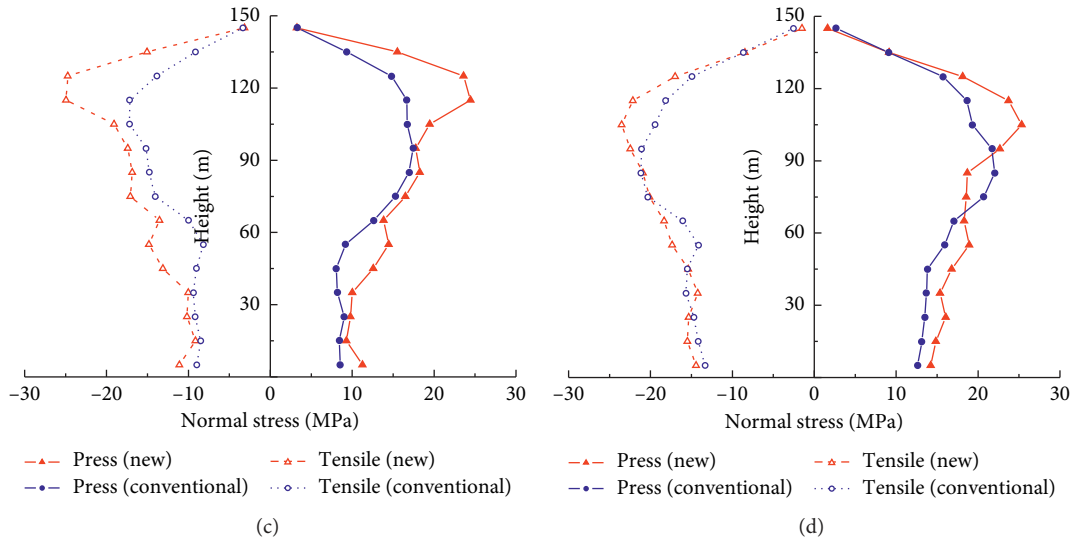 150
120
90
60
30
Height (m)
–30
–20
–10
0
10
20
30
Normal stress (MPa)
Press (new)
Press (conventional)
Tensile (new)
Tensile (conventional)
(c)
150
120
90
60
30
Height (m)
–30
–20
–10
0
10
20
30
Normal stress (MPa)
Press (new)
Press (conventional)
Tensile (new)
Tensile (conventional)
(d)